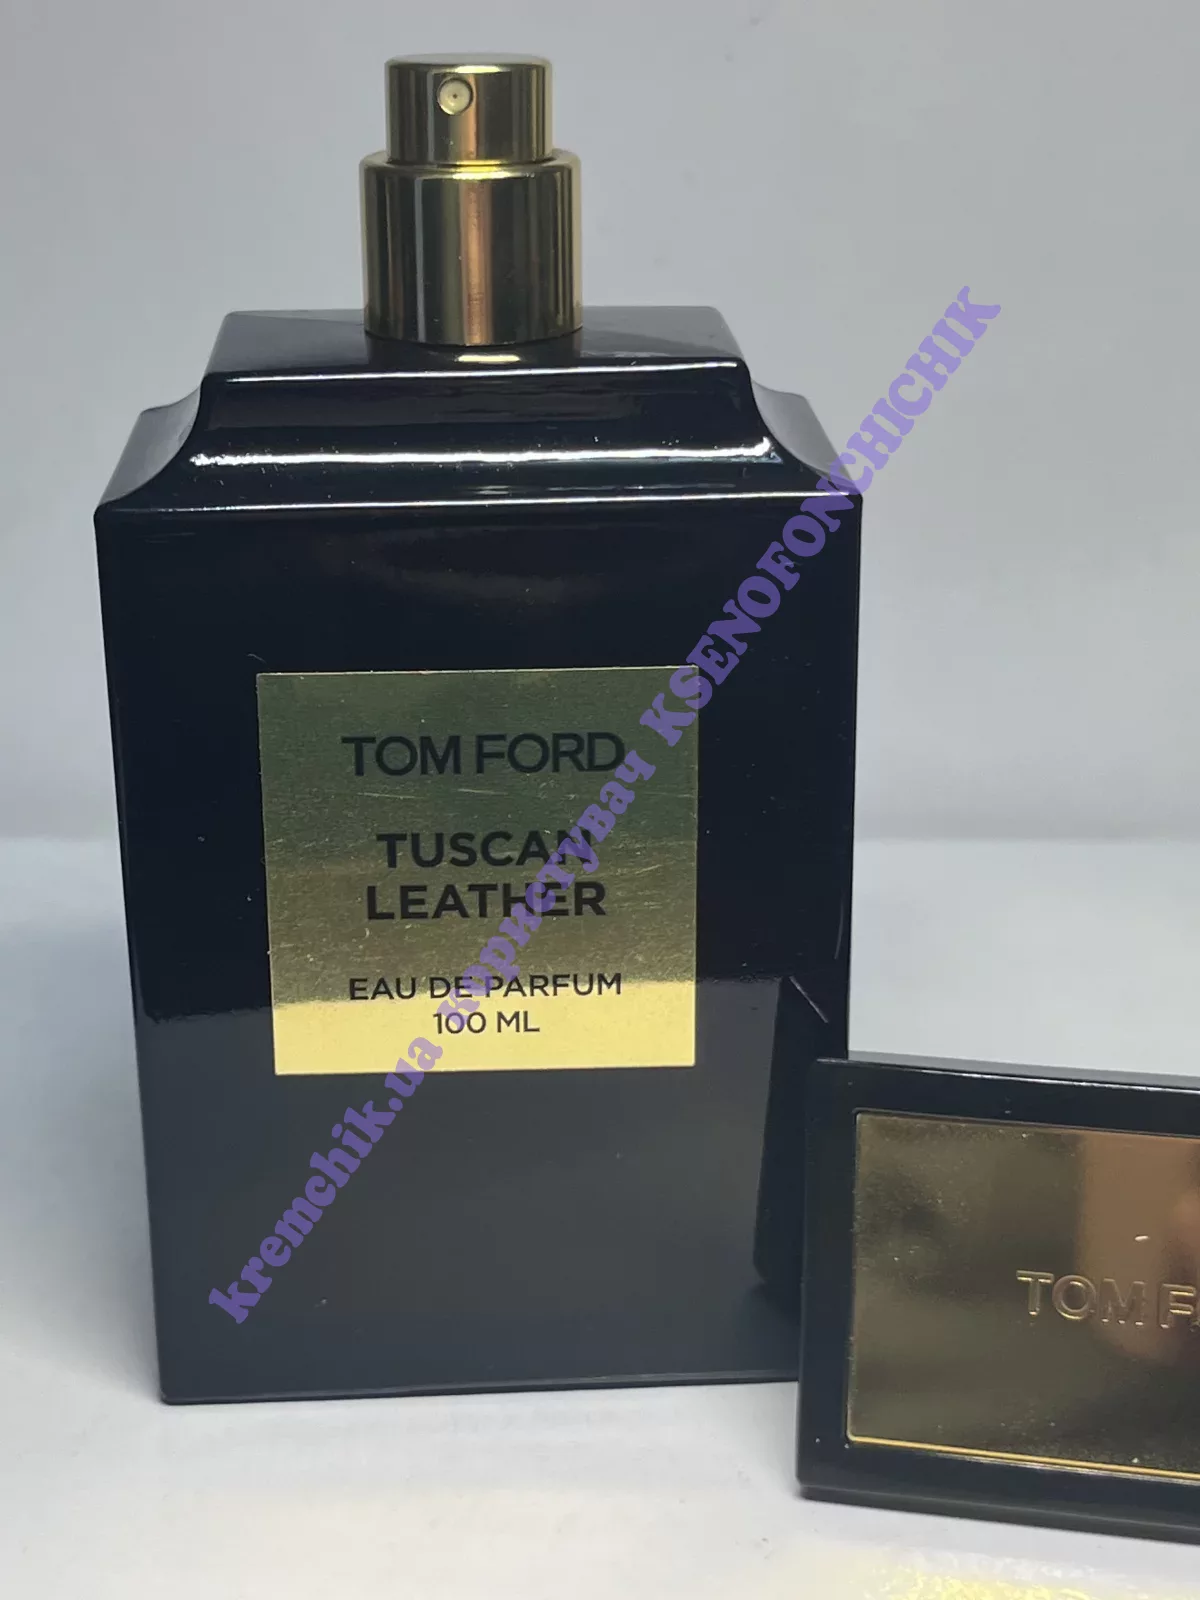 TOM FORD
TUSCAN
LEATHER
EAU DE PARFUM
100 ML
kremchik.ua користувач KSENOFONCHICHIK
TOM